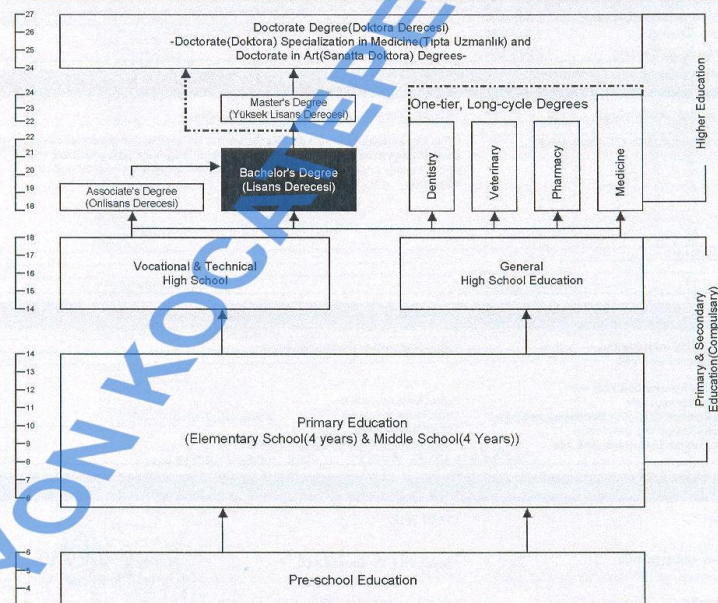 27
26
25
24
Doctorate Degree(Doktora Derecesi)
-Doctorate(Doktora) Specialization in Medicine(Tıpta Uzmanlık) and
Doctorate in Art(Sanatta Doktora) Degrees-
24
23
22
Master's Degree
(Yüksek Lisans Derecesi)
One-tier, Long-cycle Degrees
22
21
20
19
18
Bachelor's Degree
(Lisans Derecesi)
Associate's Degree
(Onlisans Derecesi)
Dentistry
Veterinary
Pharmacy
Medicine
Higher Education
18
17
16
15
14
Vocational & Technical
High School
General
High School Education
14
13
12
11
10
9
8
7
6
Primary Education
(Elementary School(4 years) & Middle School(4 Years))
Primary & Secondary
Education(Compulsary)
6
5
4
Pre-school Education
YON KOCATEPE